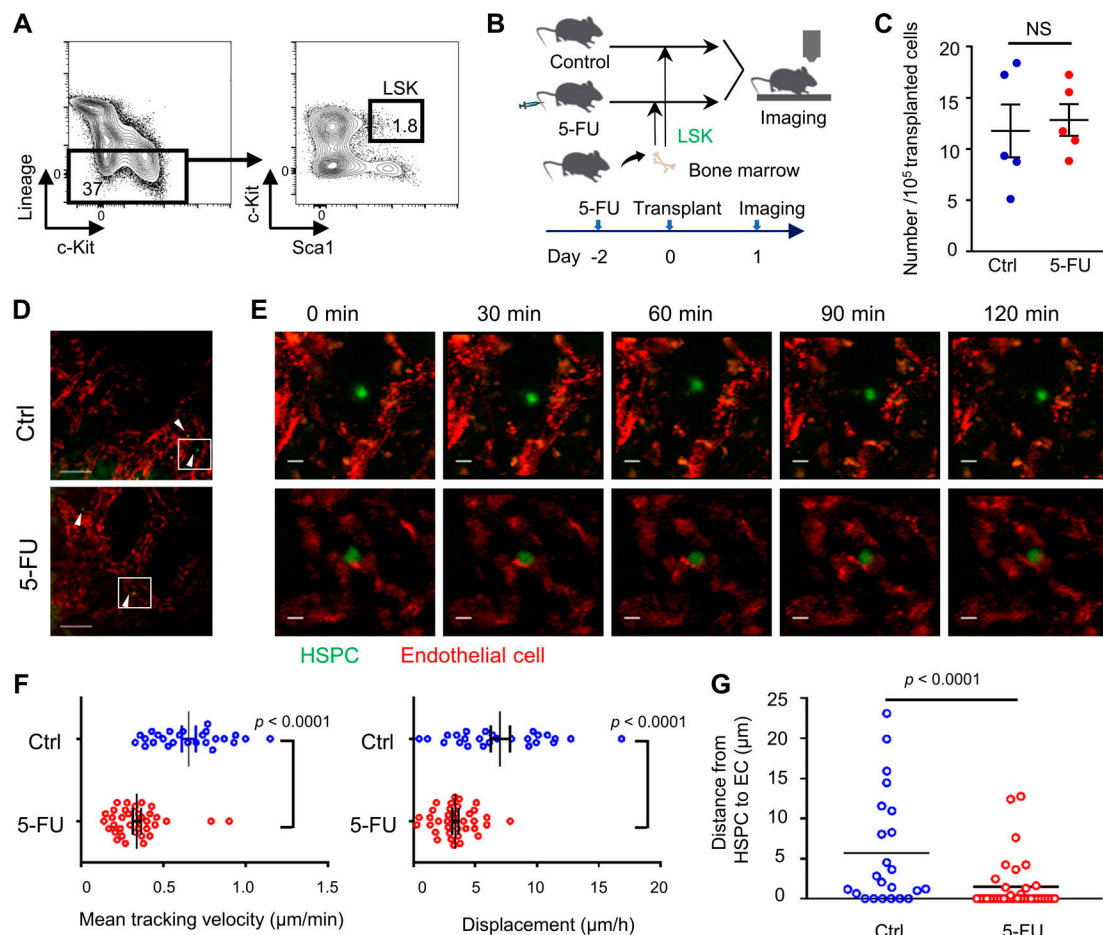 A
Lineage
0
37
0
c-Kit
LSK
1.8
c-Kit
0
0
Sca1
B
Control
5-FU
LSK
Imaging
Bone marrow
5-FU Transplant Imaging
Day -2 0 1
C
NS
Number /10⁵ transplanted cells
20
15
10
5
0
Ctrl 5-FU
D
Ctrl
5-FU
E
0 min 30 min 60 min 90 min 120 min
HSPC Endothelial cell
F
Ctrl
5-FU
p < 0.0001
0 0.5 1.0 1.5
Mean tracking velocity (µm/min)
Ctrl
5-FU
p < 0.0001
0 5 10 15 20
Displacement (µm/h)
G
p < 0.0001
Distance from
HSPC to EC (µm)
25
20
15
10
5
0
Ctrl 5-FU